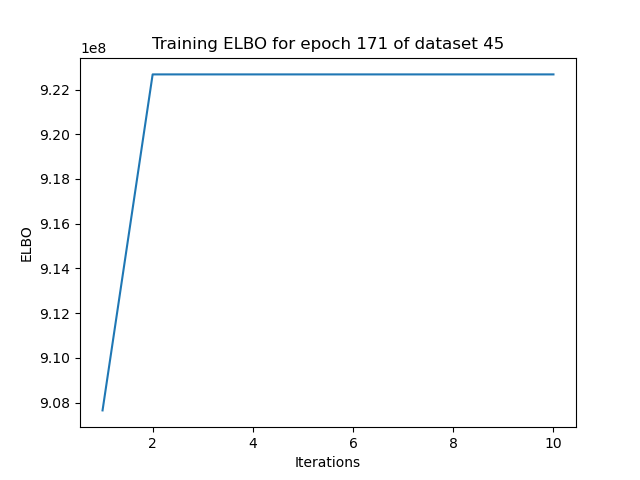 Training ELBO for epoch 171 of dataset 45
1e8
9.22
9.20
9.18
9.16
9.14
9.12
9.10
9.08
ELBO
2 4 6 8 10
Iterations